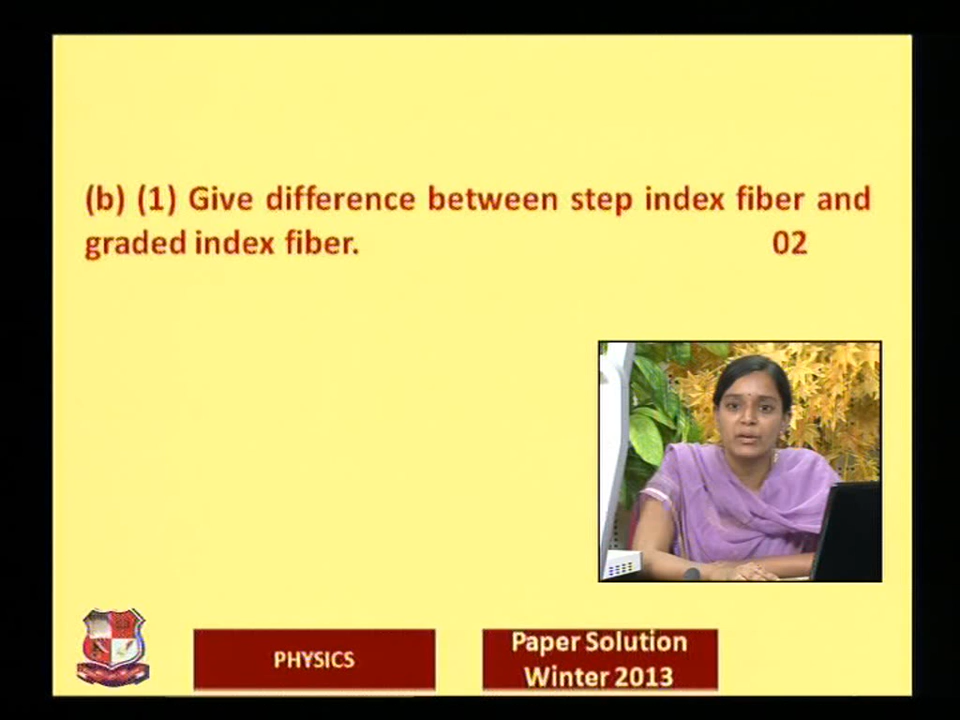 (b) (1) Give difference between step index fiber and
graded index fiber. 02
PHYSICS
Paper Solution
Winter 2013